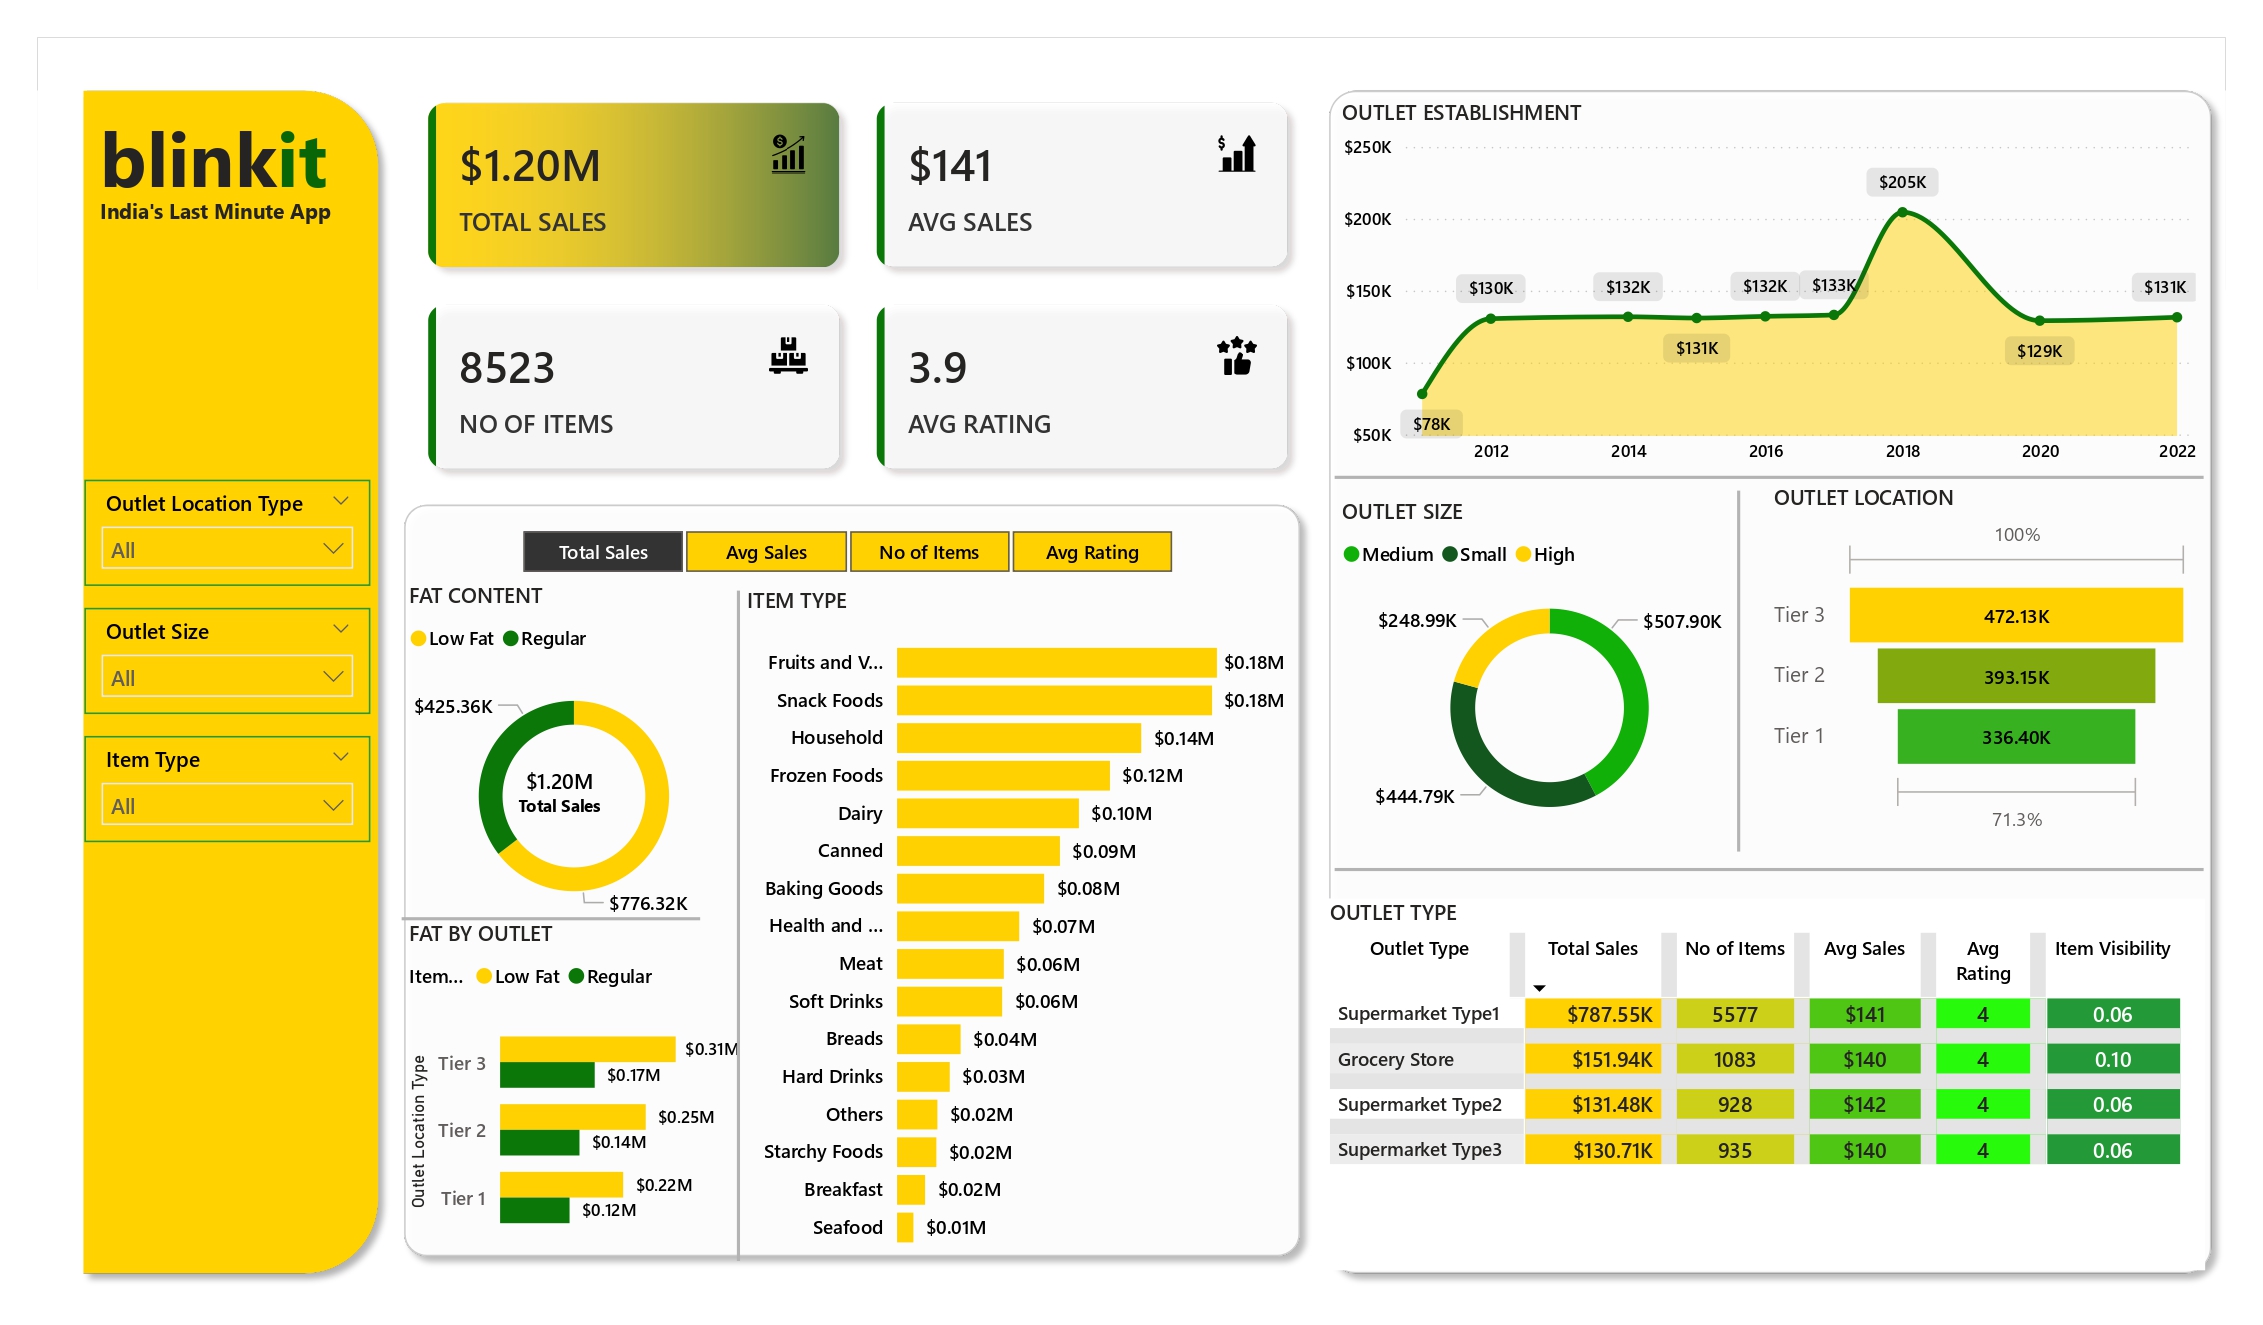 blinkit
India's Last Minute App
Outlet Location Type
All
Outlet Size
All
Item Type
All
$1.20M
TOTAL SALES
$141
AVG SALES
8523
NO OF ITEMS
3.9
AVG RATING
Total Sales Avg Sales No of Items Avg Rating
FAT CONTENT
Low Fat Regular
$425.36K
$1.20M
Total Sales
$776.32K
FAT BY OUTLET
Item... Low Fat Regular
Outlet Location Type
Tier 3 $0.31M
$0.17M
Tier 2 $0.25M
$0.14M
Tier 1 $0.22M
$0.12M
ITEM TYPE
Fruits and V... $0.18M
Snack Foods $0.18M
Household $0.14M
Frozen Foods $0.12M
Dairy $0.10M
Canned $0.09M
Baking Goods $0.08M
Health and ... $0.07M
Meat $0.06M
Soft Drinks $0.06M
Breads $0.04M
Hard Drinks $0.03M
Others $0.02M
Starchy Foods $0.02M
Breakfast $0.02M
Seafood $0.01M
OUTLET ESTABLISHMENT
$250K
$205K
$200K
$150K $130K $132K $132K $133K $131K
$131K $129K
$100K
$78K
$50K
2012 2014 2016 2018 2020 2022
OUTLET SIZE
Medium Small High
$248.99K $507.90K
$444.79K
OUTLET LOCATION
100%
Tier 3 472.13K
Tier 2 393.15K
Tier 1 336.40K
71.3%
OUTLET TYPE
Outlet Type Total Sales No of Items Avg Sales Avg Rating Item Visibility
Supermarket Type1 $787.55K 5577 $141 4 0.06
Grocery Store $151.94K 1083 $140 4 0.10
Supermarket Type2 $131.48K 928 $142 4 0.06
Supermarket Type3 $130.71K 935 $140 4 0.06